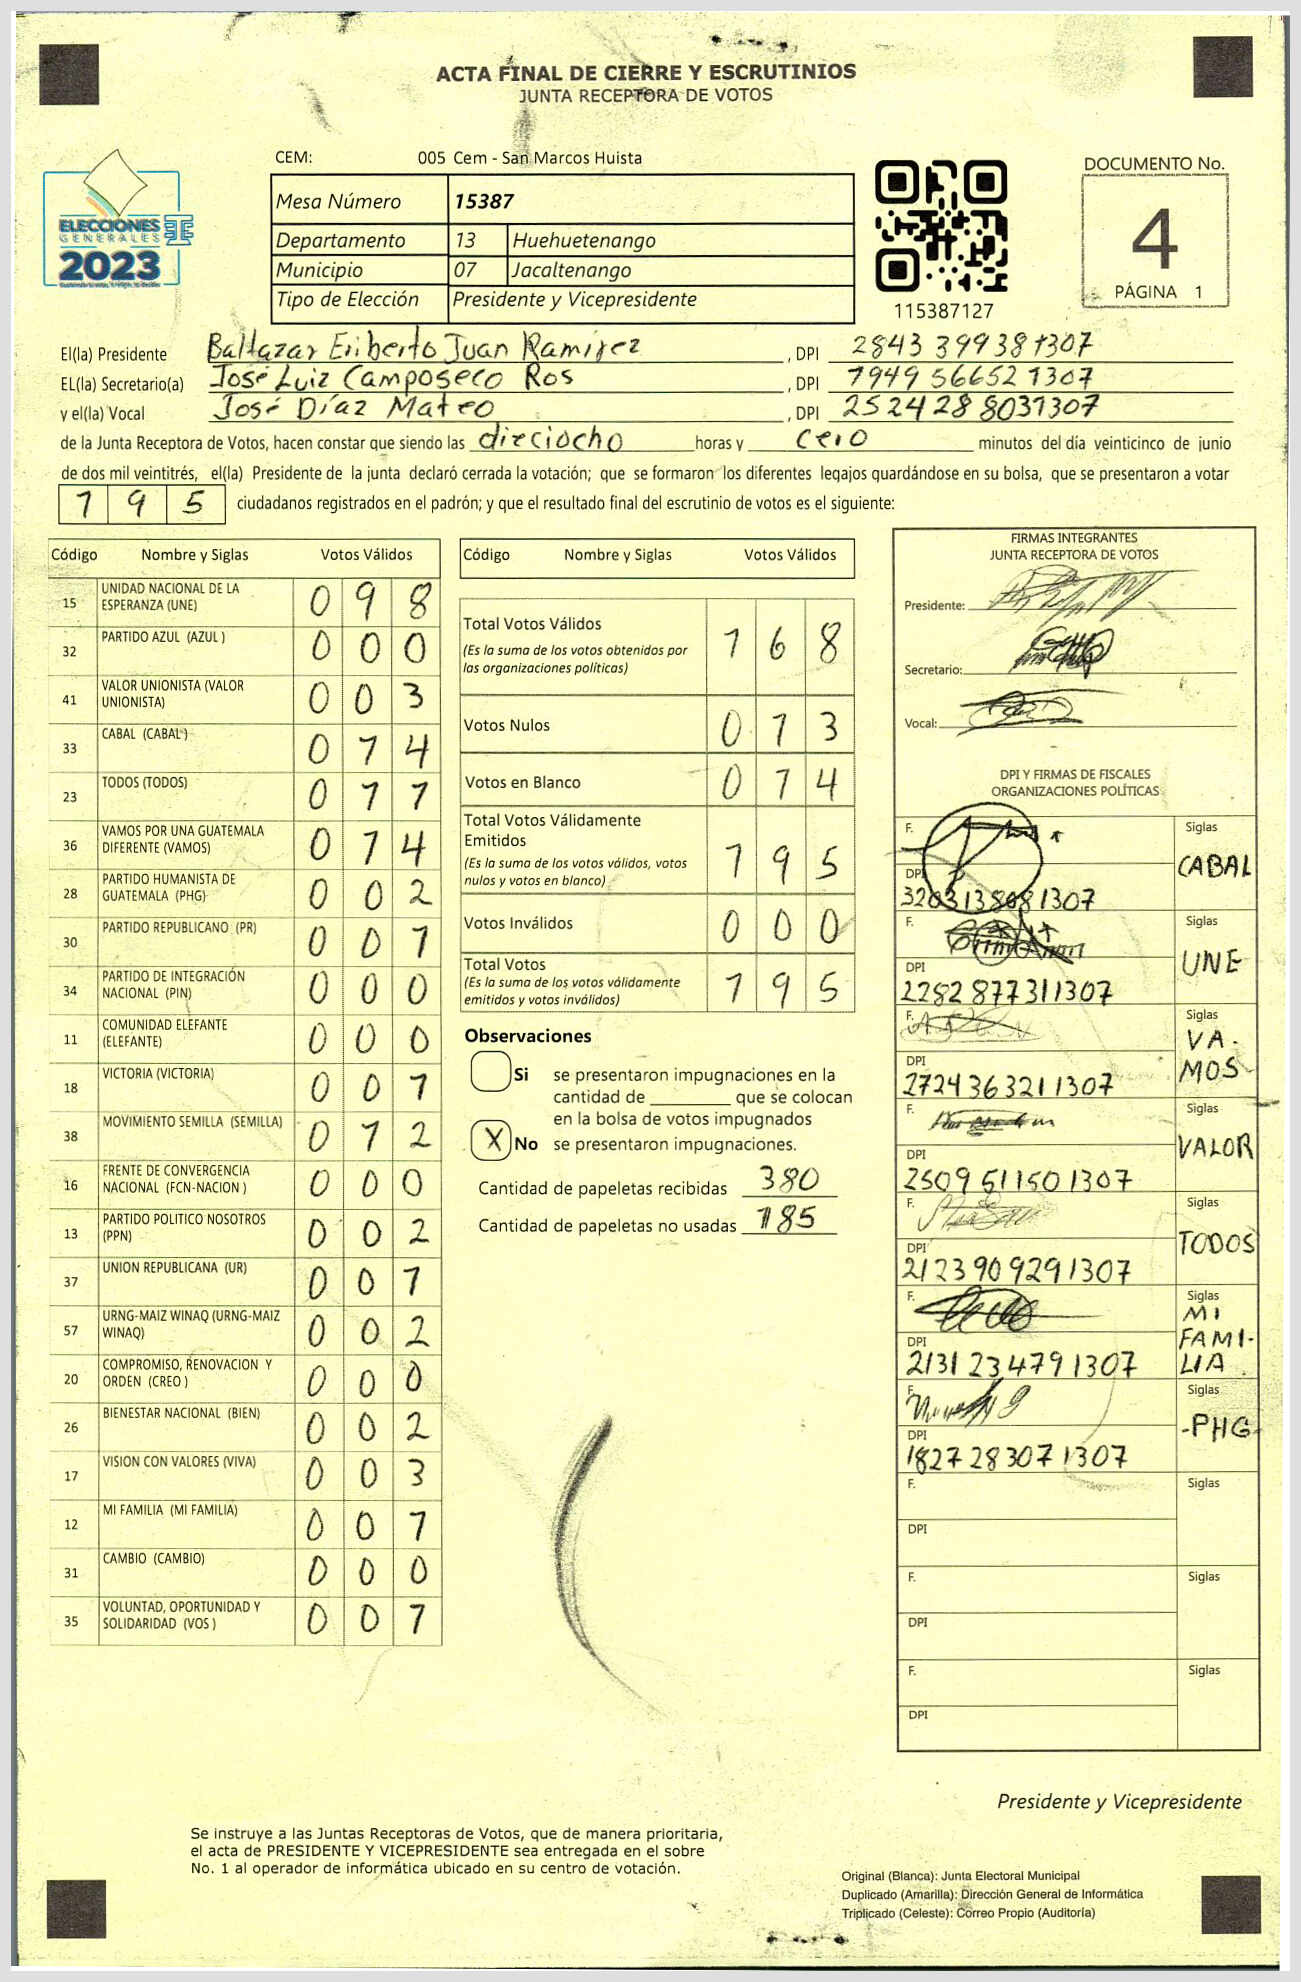 ACTA FINAL DE CIERRE Y ESCRUTINIOS
JUNTA RECEPTORA DE VOTOS
CEM: 005 Cem - San Marcos Huista
ELECCIONES
GENERALES
2023
Mesa Número 15387
Departamento 13 Huehuetenango
Municipio 07 Jacaltenango
Tipo de Elección Presidente y Vicepresidente
115387127
DOCUMENTO No.
4
PÁGINA 1
El(la) Presidente Baltazar Eriberto Juan Ramírez , DPI 2843 39938 1307
EL(la) Secretario(a) José Luiz Camposeco Ros , DPI 1949 56652 1307
y el(la) Vocal José Díaz Mateo , DPI 2524 28803 1307
de la Junta Receptora de Votos, hacen constar que siendo las dieciocho horas y cero minutos del día veinticinco de junio
de dos mil veintitrés, el(la) Presidente de la junta declaró cerrada la votación; que se formaron los diferentes legajos quardándose en su bolsa, que se presentaron a votar
1 9 5 ciudadanos registrados en el padrón; y que el resultado final del escrutinio de votos es el siguiente:
Código Nombre y Siglas Votos Válidos
15 UNIDAD NACIONAL DE LA ESPERANZA (UNE) 0 9 8
32 PARTIDO AZUL (AZUL ) 0 0 0
41 VALOR UNIONISTA (VALOR UNIONISTA) 0 0 3
33 CABAL (CABAL ) 0 1 4
23 TODOS (TODOS) 0 1 1
36 VAMOS POR UNA GUATEMALA DIFERENTE (VAMOS) 0 1 4
28 PARTIDO HUMANISTA DE GUATEMALA (PHG) 0 0 2
30 PARTIDO REPUBLICANO (PR) 0 0 1
34 PARTIDO DE INTEGRACIÓN NACIONAL (PIN) 0 0 0
11 COMUNIDAD ELEFANTE (ELEFANTE) 0 0 0
18 VICTORIA (VICTORIA) 0 0 1
38 MOVIMIENTO SEMILLA (SEMILLA) 0 1 2
16 FRENTE DE CONVERGENCIA NACIONAL (FCN-NACION ) 0 0 0
13 PARTIDO POLITICO NOSOTROS (PPN) 0 0 2
37 UNION REPUBLICANA (UR) 0 0 1
57 URNG-MAIZ WINAQ (URNG-MAIZ WINAQ) 0 0 2
20 COMPROMISO, RENOVACION Y ORDEN (CREO ) 0 0 0
26 BIENESTAR NACIONAL (BIEN) 0 0 2
17 VISION CON VALORES (VIVA) 0 0 3
12 MI FAMILIA (MI FAMILIA) 0 0 1
31 CAMBIO (CAMBIO) 0 0 0
35 VOLUNTAD, OPORTUNIDAD Y SOLIDARIDAD (VOS ) 0 0 1
Código Nombre y Siglas Votos Válidos
Total Votos Válidos 1 6 8
(Es la suma de los votos obtenidos por
las organizaciones políticas)
Votos Nulos 0 1 3
Votos en Blanco 0 1 4
Total Votos Válidamente
Emitidos 1 9 5
(Es la suma de los votos válidos, votos
nulos y votos en blanco)
Votos Inválidos 0 0 0
Total Votos 1 9 5
(Es la suma de los votos válidamente
emitidos y votos inválidos)
Observaciones
Si se presentaron impugnaciones en la
cantidad de ________ que se colocan
en la bolsa de votos impugnados
X No se presentaron impugnaciones.
Cantidad de papeletas recibidas 380
Cantidad de papeletas no usadas 185
FIRMAS INTEGRANTES
JUNTA RECEPTORA DE VOTOS
Presidente:
Secretario:
Vocal:
DPI Y FIRMAS DE FISCALES
ORGANIZACIONES POLÍTICAS
F. Siglas
CABAL
DPI
3203138081307
F. Siglas
UNE
DPI
2282 87731 1307
F. Siglas
VA-
MOS
DPI
2724 36321 1307
F. Siglas
VALOR
DPI
2509 51150 1307
F. Siglas
TODOS
DPI
2123 90929 1307
F. Siglas
MI
FAMI-
LIA
DPI
2131 23479 1307
F. Siglas
-PHG-
DPI
1827 28307 1307
F. Siglas
DPI
F. Siglas
DPI
F. Siglas
DPI
Presidente y Vicepresidente
Se instruye a las Juntas Receptoras de Votos, que de manera prioritaria,
el acta de PRESIDENTE Y VICEPRESIDENTE sea entregada en el sobre
No. 1 al operador de informática ubicado en su centro de votación.
Original (Blanca): Junta Electoral Municipal
Duplicado (Amarilla): Dirección General de Informática
Triplicado (Celeste): Correo Propio (Auditoría)